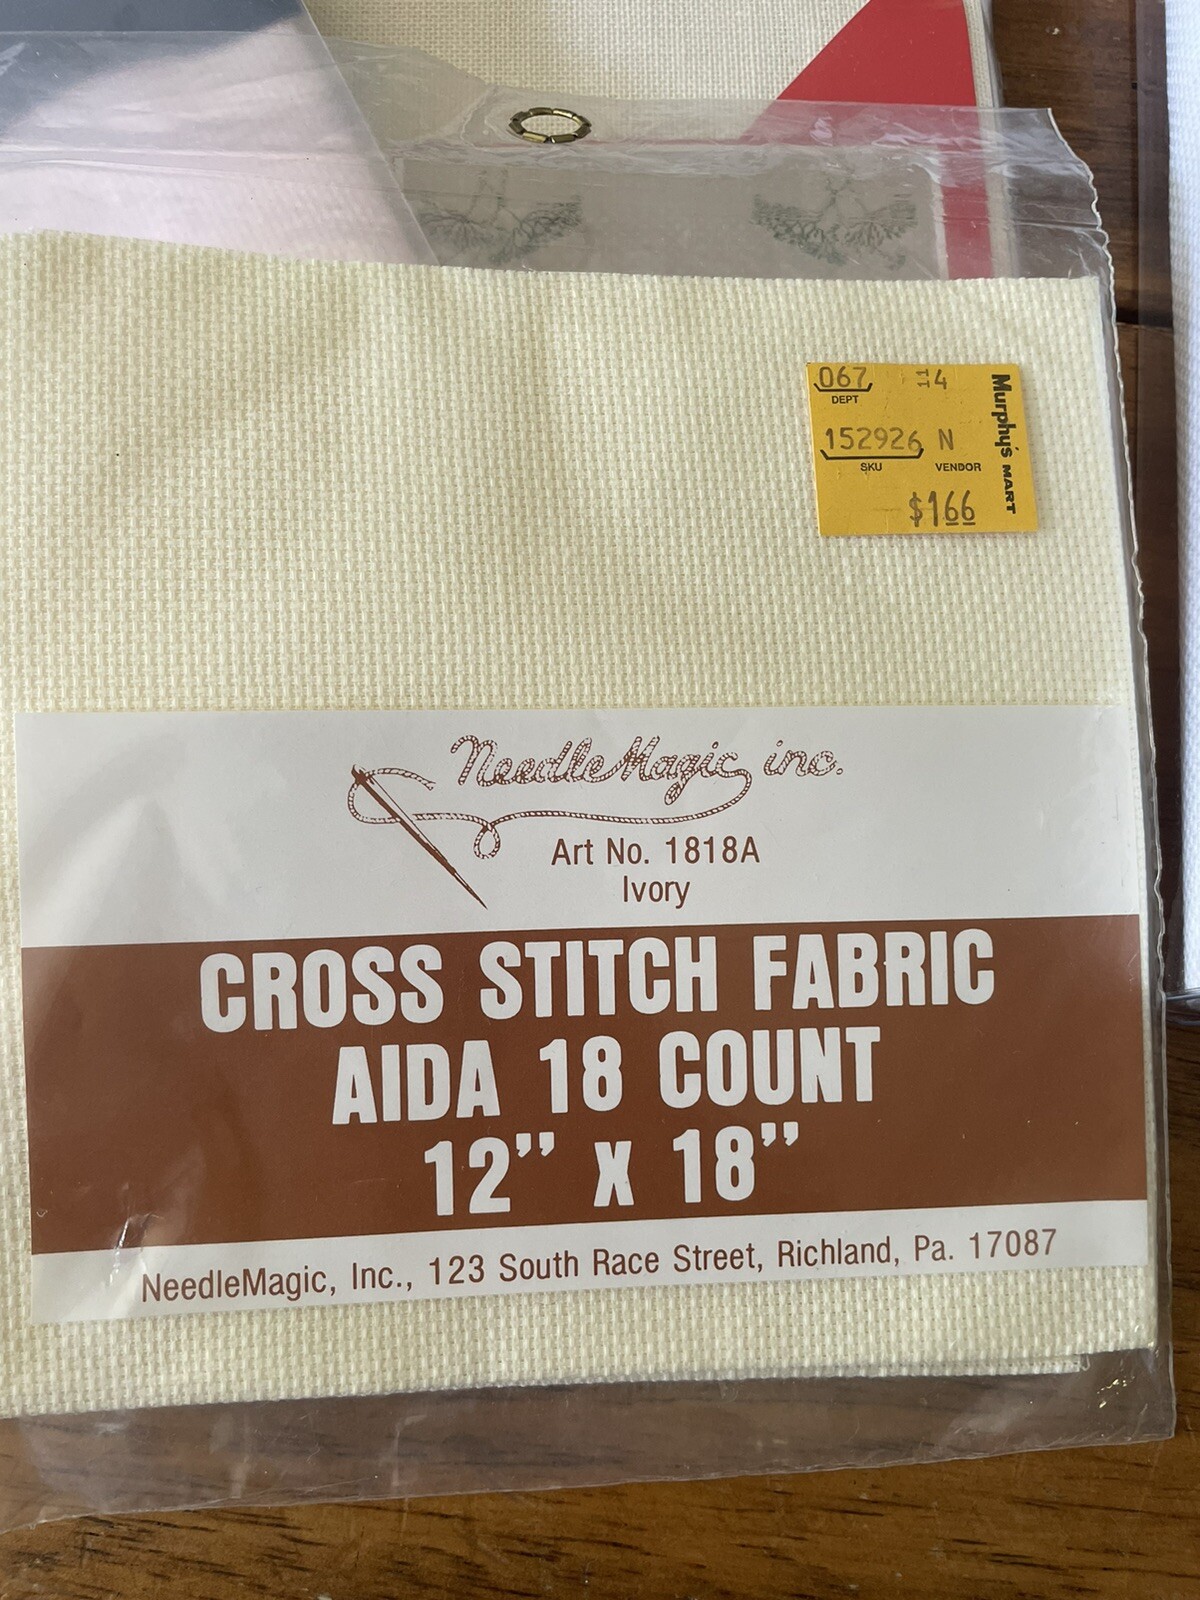 067 114
DEPT
152926 N
SKU VENDOR
$1.66
Murphy's MART
NeedleMagic inc.
Art No. 1818A
Ivory
CROSS STITCH FABRIC
AIDA 18 COUNT
12” X 18”
NeedleMagic, Inc., 123 South Race Street, Richland, Pa. 17087